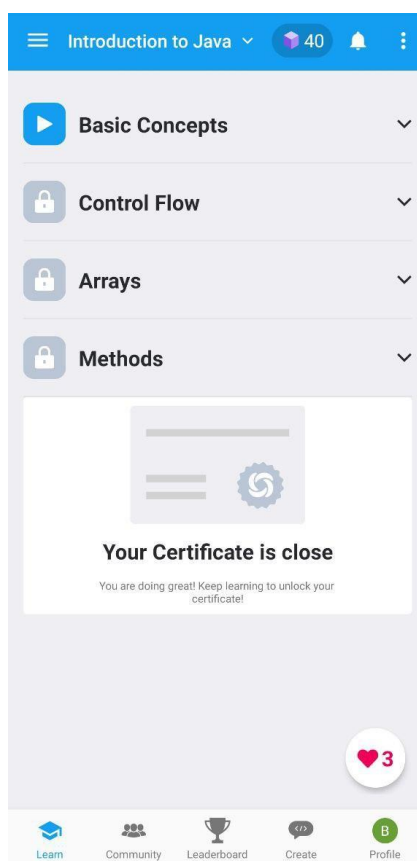 Introduction to Java 40
Basic Concepts
Control Flow
Arrays
Methods
Your Certificate is close
You are doing great! Keep learning to unlock your
certificate!
3
</>
B
Learn Community Leaderboard Create Profile